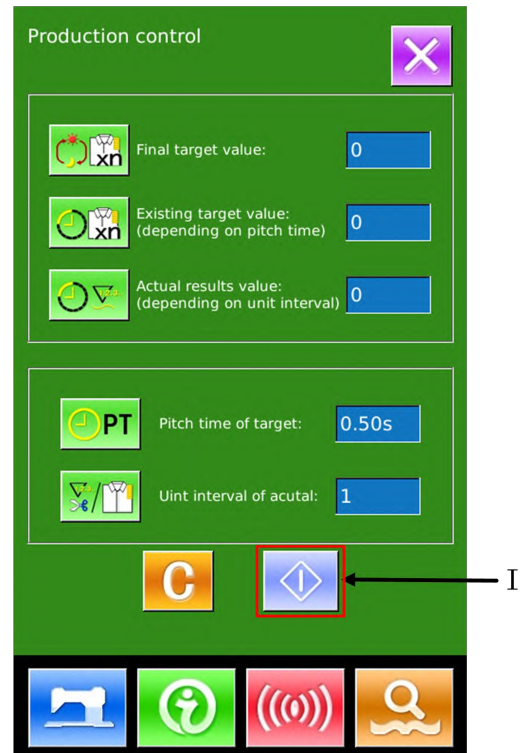 Production control
xn
Final target value:
0
xn
Existing target value:
(depending on pitch time)
0
Actual results value:
(depending on unit interval)
0
PT
Pitch time of target:
0.50s
Uint interval of acutal:
1
C
I